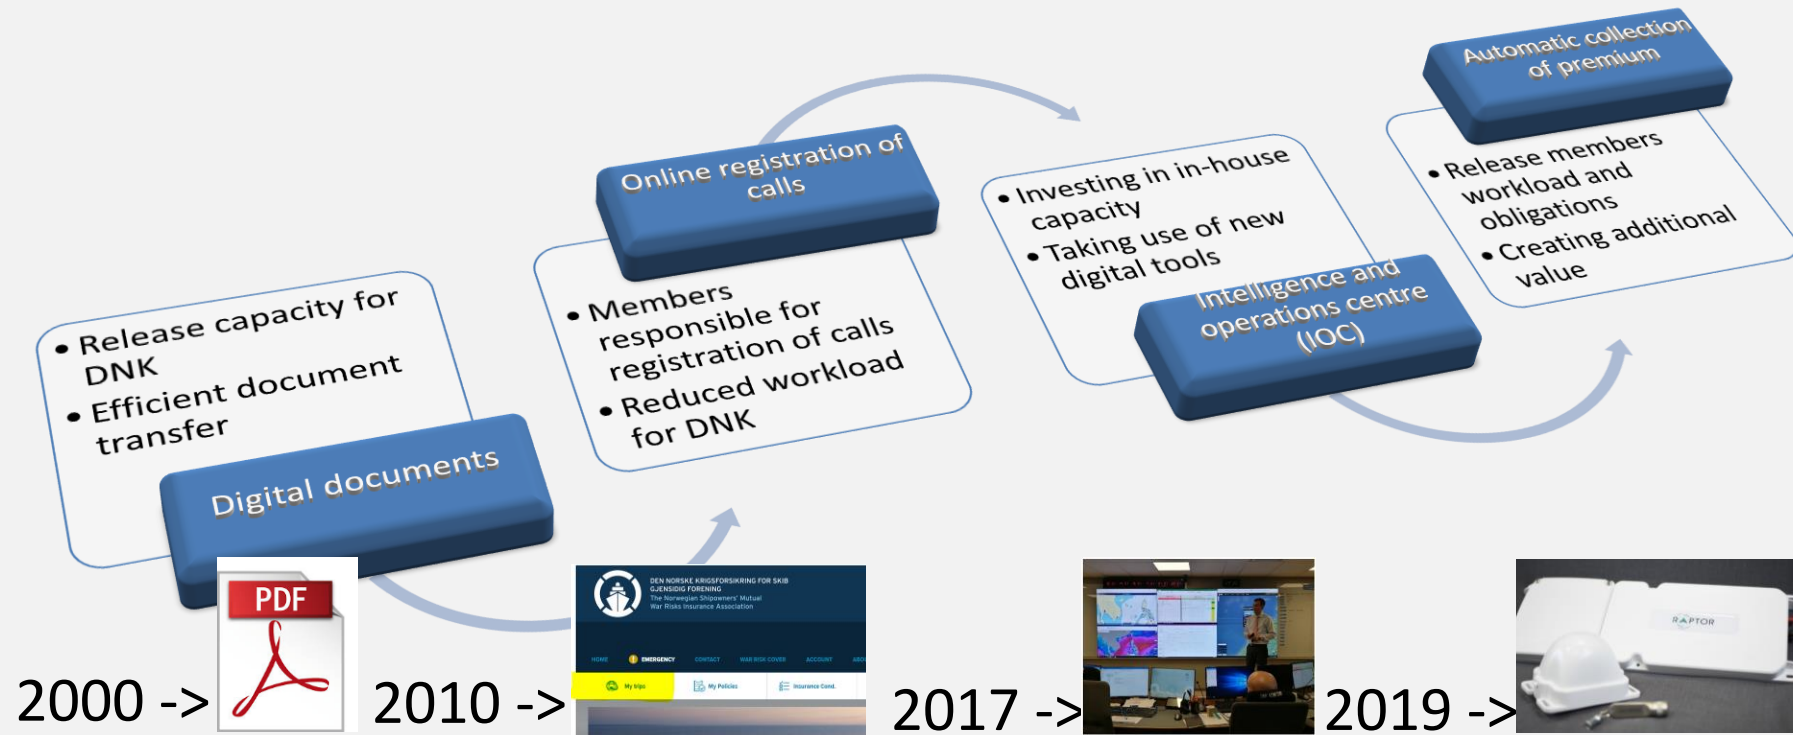 • Release capacity for
DNK
• Efficient document
transfer
Digital documents
Online registration of
calls
• Members
responsible for
registration of calls
• Reduced workload
for DNK
• Investing in in-house
capacity
• Taking use of new
digital tools
Intelligence and
operations centre
(IOC)
Automatic collection
of premium
• Release members
workload and
obligations
• Creating additional
value
2000 ->
PDF
2010 ->
DEN NORSKE KRIGSFORSIKRING FOR SKIB
GJENSIDIG FORENING
The Norwegian Shipowners' Mutual
War Risks Insurance Association
HOME EMERGENCY CONTACT WAR RISK COVER ACCOUNT
My trips My Policies Insurance Cond.
2017 ->
2019 ->
RAPTOR